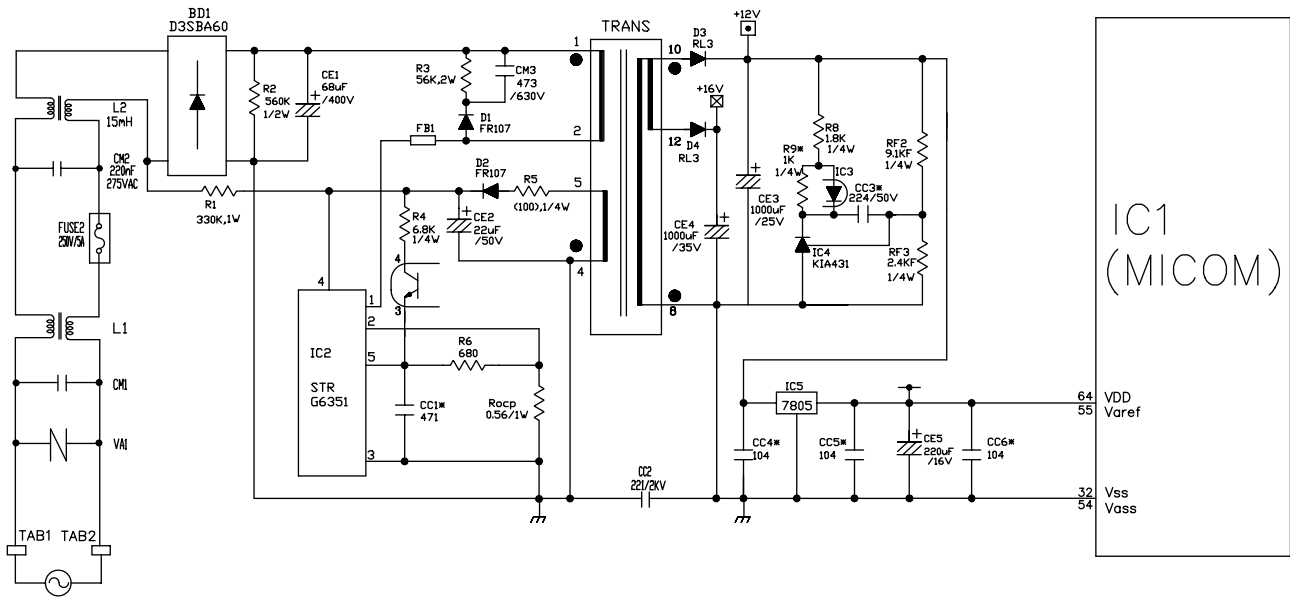 BD1
D3SBA60
TRANS
+12V
D3
RL3
1
10
R3
56K,2W
CM3
473
/630V
R2
560K
1/2W
CE1
68uF
/400V
L2
15mH
D1
FR107
FB1
2
+16V
12
D4
RL3
R8
1.8K
1/4W
RF2
9.1KF
1/4W
R9*
1K
1/4W
IC3
CC3*
224/50V
CM2
220nF
275VAC
D2
FR107
R5
(100),1/4W
5
R1
330K,1W
R4
6.8K
1/4W
CE2
22uF
/50V
CE3
1000uF
/25V
CE4
1000uF
/35V
IC4
KIA431
RF3
2.4KF
1/4W
FUSE2
250V/5A
4
4
4
3
8
IC1
(MICOM)
1
2
5
3
IC2
STR
G6351
R6
680
L1
CM1
CC1*
471
Rocp
0.56/1W
IC5
7805
64
VDD
55
Varef
VA1
CC4*
104
CC5*
104
CE5
220uF
/16V
CC6*
104
CC2
221/2KV
32
Vss
54
Vass
TAB1 TAB2